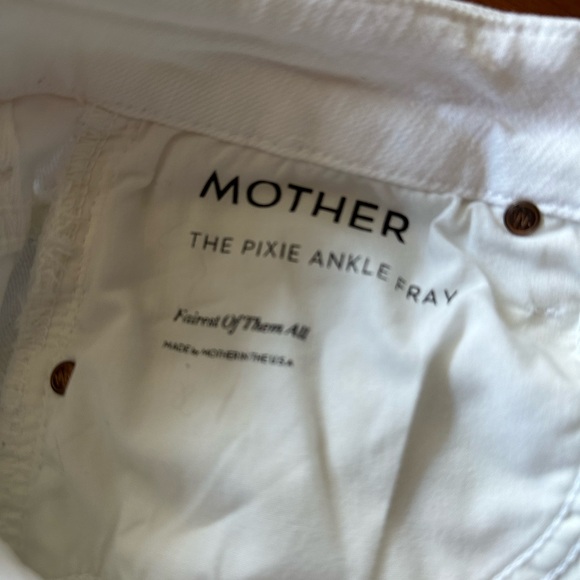 MOTHER
THE PIXIE ANKLE FRAY
Fairest Of Them All
MADE by MOTHER IN THE U.S.A.